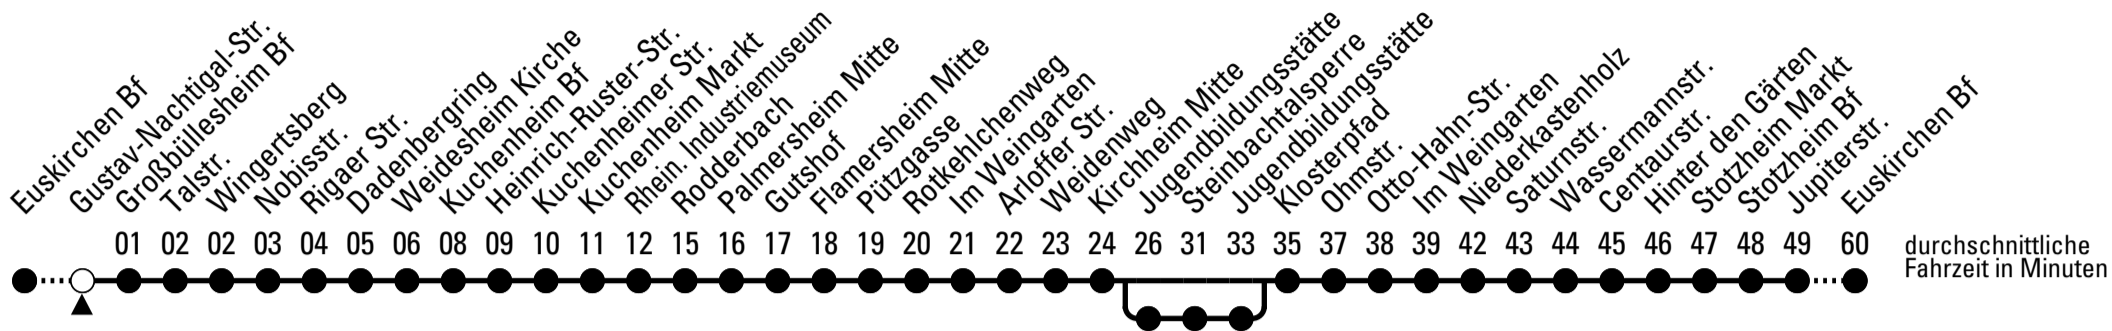 Euskirchen Bf
Gustav-Nachtigal-Str.
Großbüllesheim Bf
Talstr.
Wingertsberg
Nobisstr.
Rigaer Str.
Dadenbergring
Weidesheim Kirche
Kuchenheim Bf
Heinrich-Ruster-Str.
Kuchenheimer Str.
Kuchenheim Markt
Rhein. Industriemuseum
Rodderbach
Palmersheim Mitte
Gutshof
Flamersheim Mitte
Pützgasse
Rotkehlchenweg
Im Weingarten
Arloffer Str.
Weidenweg
Kirchheim Mitte
Jugendbildungsstätte
Steinbachtalsperre
Jugendbildungsstätte
Klosterpfad
Ohmstr.
Otto-Hahn-Str.
Im Weingarten
Niederkastenholz
Saturnstr.
Wassermannstr.
Centaurstr.
Hinter den Gärten
Stotzheim Markt
Stotzheim Bf
Jupiterstr.
Euskirchen Bf
01 02 02 03 04 05 06 08 09 10 11 12 15 16 17 18 19 20 21 22 23 24 26 31 33 35 37 38 39 42 43 44 45 46 47 48 49 60
durchschnittliche
Fahrzeit in Minuten